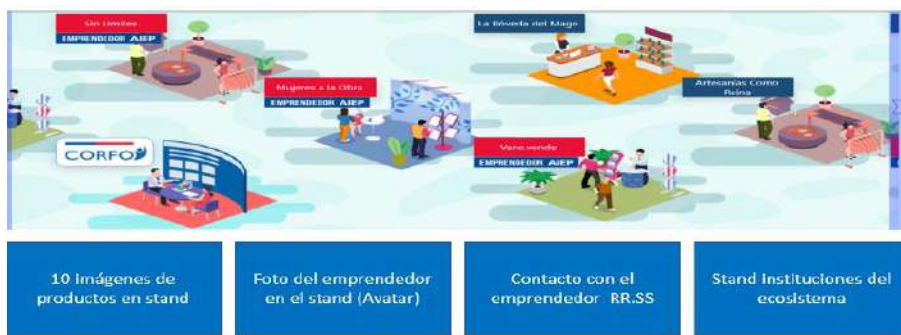 Sin Limites
EMPRENDEDOR AIEP
La Bóveda del Mago
Mujeres a la Obra
EMPRENDEDOR AIEP
Artesanías Como
Reina
CORFO
Vane.vende
EMPRENDEDOR AIEP
10 imágenes de
productos en stand
Foto del emprendedor
en el stand (Avatar)
Contacto con el
emprendedor RR.SS
Stand instituciones del
ecosistema